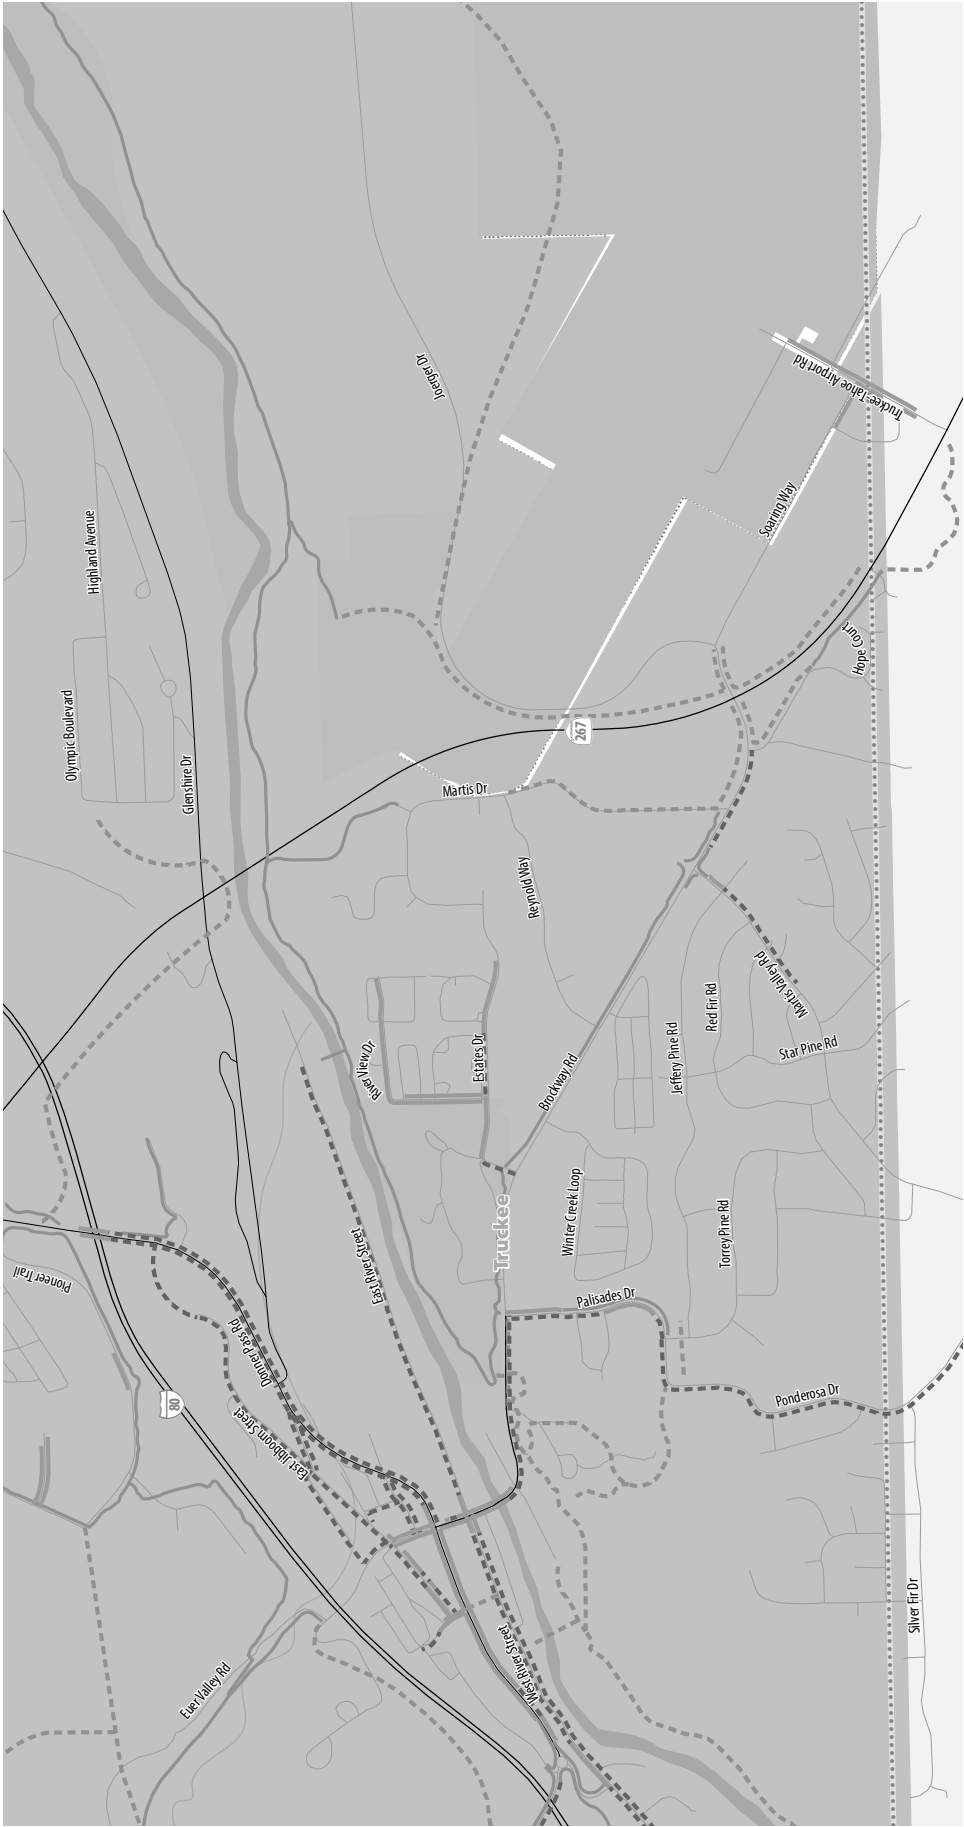 Joerger Dr
Truckee-Tahoe Airport Rd
Soaring Way
Highland Avenue
Hope Court
Olympic Boulevard
267
Glenshire Dr
Martis Dr
Reynold Way
Martis Valley Rd
Red Fir Rd
Star Pine Rd
Jeffery Pine Rd
Estates Dr
River View Dr
Brockway Rd
Truckee
Winter Creek Loop
Torrey Pine Rd
East River Street
Pioneer Trail
Palisades Dr
Donner Pass Rd
Ponderosa Dr
80
East Jibboom Street
Silver Fir Dr
West River Street
Euer Valley Rd